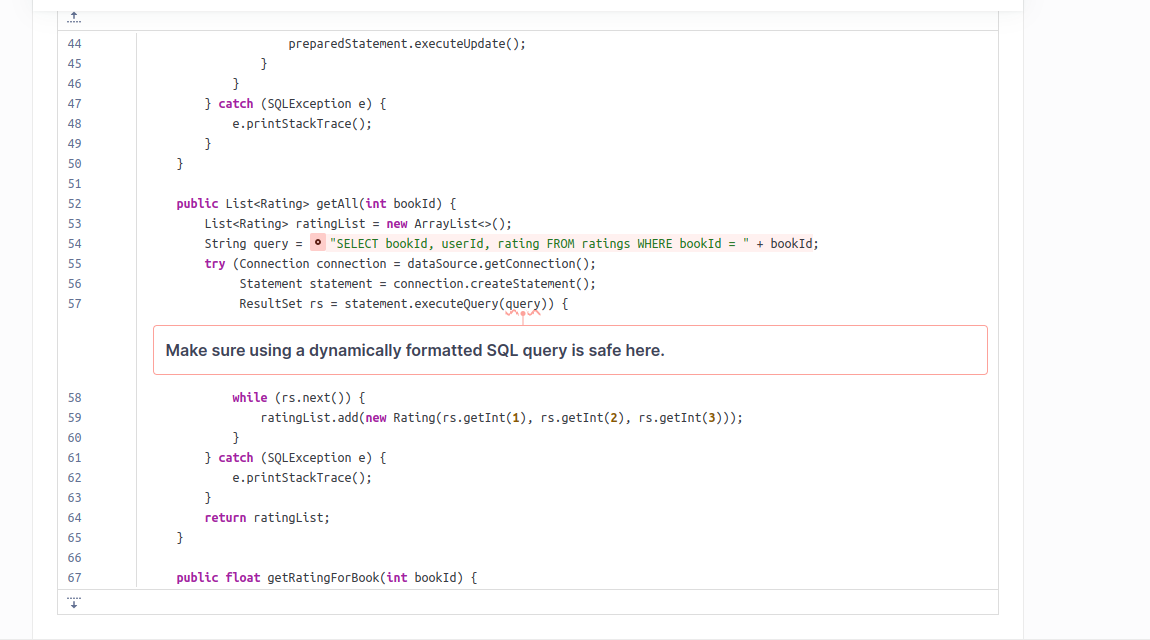 44                 preparedStatement.executeUpdate();
45             }
46         }
47     } catch (SQLException e) {
48         e.printStackTrace();
49     }
50 }
51
52 public List<Rating> getAll(int bookId) {
53     List<Rating> ratingList = new ArrayList<>();
54     String query = "SELECT bookId, userId, rating FROM ratings WHERE bookId = " + bookId;
55     try (Connection connection = dataSource.getConnection();
56          Statement statement = connection.createStatement();
57          ResultSet rs = statement.executeQuery(query)) {
Make sure using a dynamically formatted SQL query is safe here.
58         while (rs.next()) {
59             ratingList.add(new Rating(rs.getInt(1), rs.getInt(2), rs.getInt(3)));
60         }
61     } catch (SQLException e) {
62         e.printStackTrace();
63     }
64     return ratingList;
65 }
66
67 public float getRatingForBook(int bookId) {